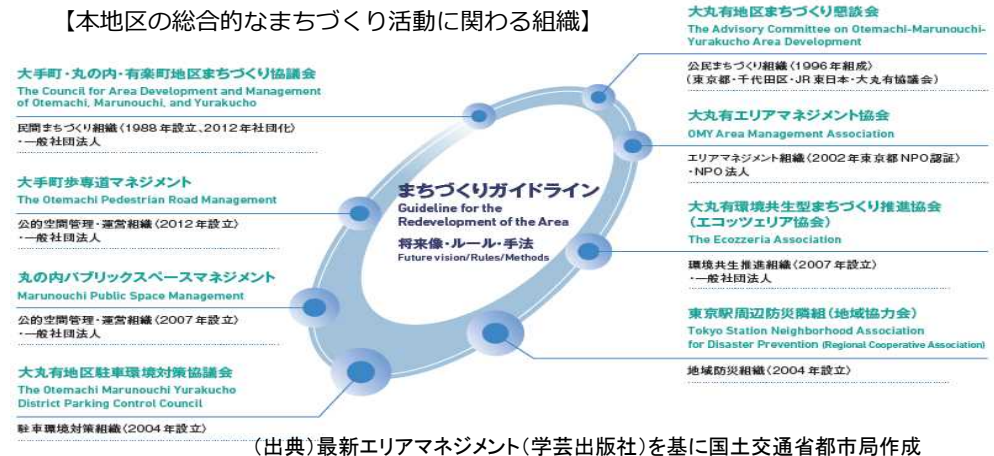 【本地区の総合的なまちづくり活動に関わる組織】
大手町・丸の内・有楽町地区まちづくり協議会
The Council for Area Development and Management
of Otemachi, Marunouchi, and Yurakucho
民間まちづくり組織〈1988年設立、2012年社団化〉
・一般社団法人
大手町歩専道マネジメント
The Otemachi Pedestrian Road Management
公的空間管理・運営組織〈2012年設立〉
・一般社団法人
丸の内パブリックスペースマネジメント
Marunouchi Public Space Management
公的空間管理・運営組織〈2007年設立〉
・一般社団法人
大丸有地区駐車環境対策協議会
The Otemachi Marunouchi Yurakucho
District Parking Control Council
駐車環境対策組織〈2004年設立〉
まちづくりガイドライン
Guideline for the
Redevelopment of the Area
将来像・ルール・手法
Future vision/Rules/Methods
大丸有地区まちづくり懇談会
The Advisory Committee on Otemachi-Marunouchi-
Yurakucho Area Development
公民まちづくり組織〈1996年組成〉
(東京都・千代田区・JR東日本・大丸有協議会)
大丸有エリアマネジメント協会
OMY Area Management Association
エリアマネジメント組織〈2002年東京都NPO認証〉
・NPO法人
大丸有環境共生型まちづくり推進協会
(エコッツェリア協会)
The Ecozzeria Association
環境共生推進組織〈2007年設立〉
・一般社団法人
東京駅周辺防災隣組(地域協力会)
Tokyo Station Neighborhood Association
for Disaster Prevention (Regional Cooperative Association)
地域防災組織〈2004年設立〉
(出典)最新エリアマネジメント(学芸出版社)を基に国土交通省都市局作成